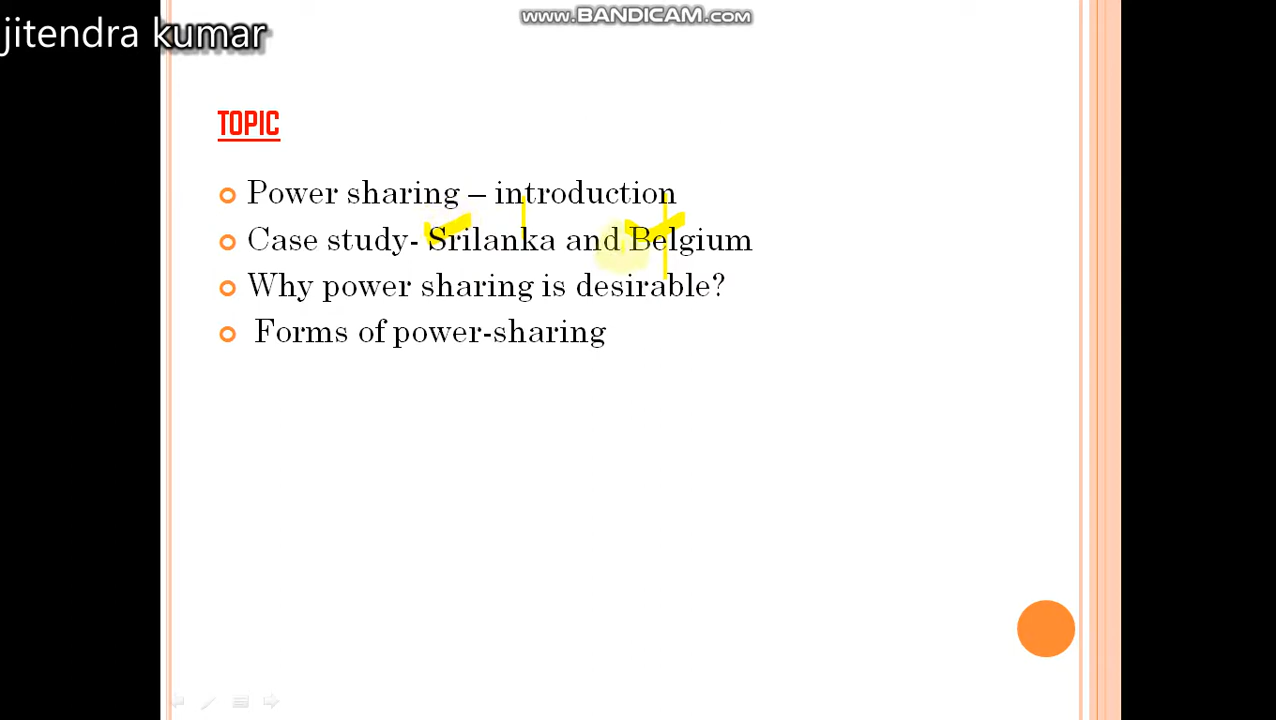 www.BANDICAM.com
jitendra kumar
TOPIC
Power sharing – introduction
Case study- Srilanka and Belgium
Why power sharing is desirable?
Forms of power-sharing